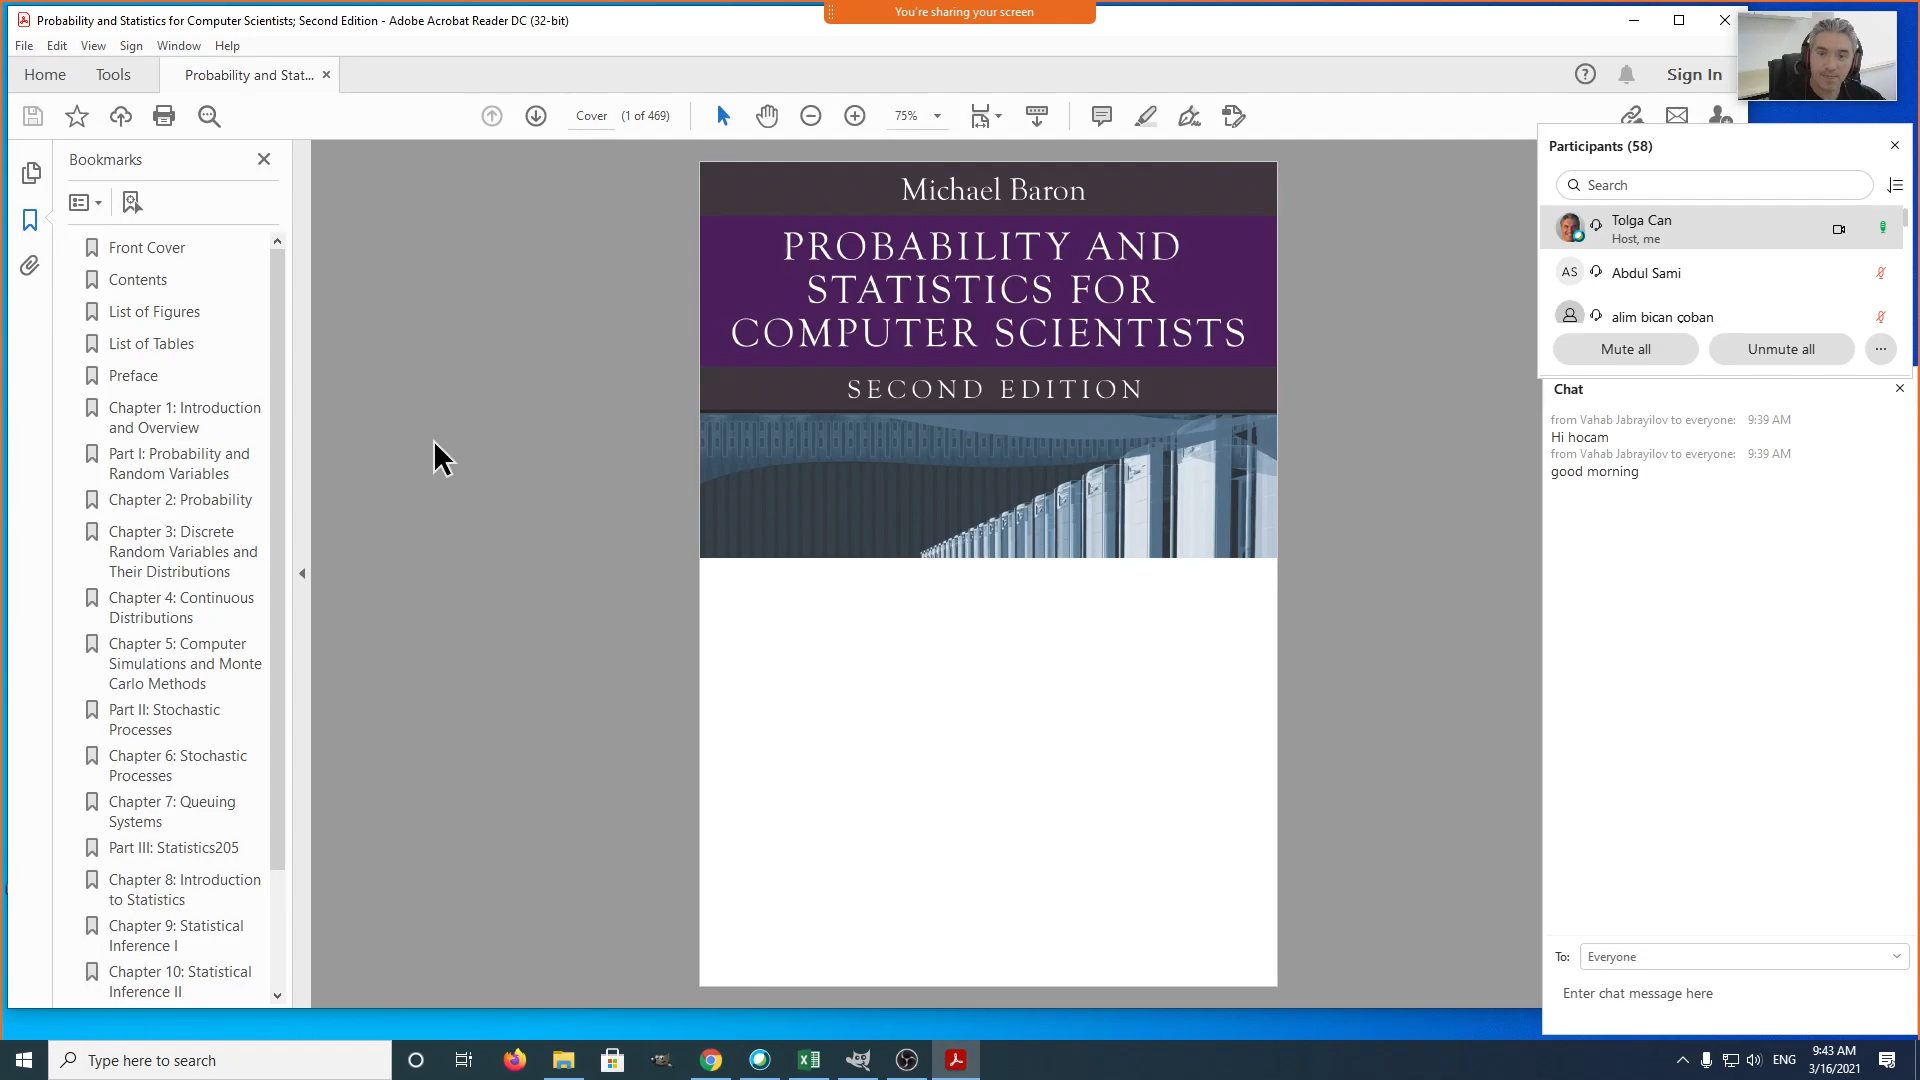 Probability and Statistics for Computer Scientists; Second Edition - Adobe Acrobat Reader DC (32-bit)
You're sharing your screen
File Edit View Sign Window Help
Home Tools Probability and Stat... Sign In
Cover (1 of 469) 75%
Bookmarks
Front Cover
Contents
List of Figures
List of Tables
Preface
Chapter 1: Introduction
and Overview
Part I: Probability and
Random Variables
Chapter 2: Probability
Chapter 3: Discrete
Random Variables and
Their Distributions
Chapter 4: Continuous
Distributions
Chapter 5: Computer
Simulations and Monte
Carlo Methods
Part II: Stochastic
Processes
Chapter 6: Stochastic
Processes
Chapter 7: Queuing
Systems
Part III: Statistics205
Chapter 8: Introduction
to Statistics
Chapter 9: Statistical
Inference I
Chapter 10: Statistical
Inference II
Michael Baron
PROBABILITY AND
STATISTICS FOR
COMPUTER SCIENTISTS
SECOND EDITION
Participants (58)
Search
Tolga Can
Host, me
AS Abdul Sami
alim bican çoban
Mute all Unmute all
Chat
from Vahab Jabrayilov to everyone: 9:39 AM
Hi hocam
from Vahab Jabrayilov to everyone: 9:39 AM
good morning
To: Everyone
Enter chat message here
Type here to search
ENG
9:43 AM
3/16/2021